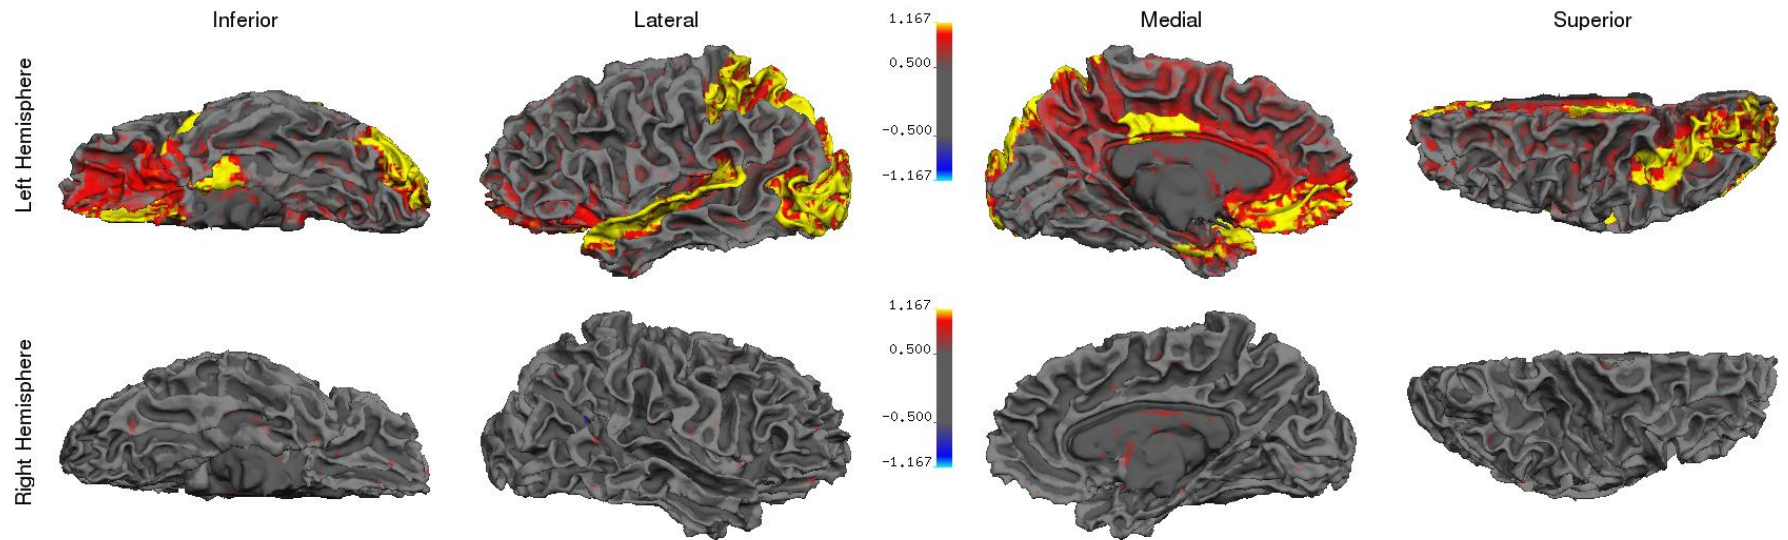 Inferior
Lateral
Medial
Superior
Left Hemisphere
1.167
0.500
-0.500
-1.167
Right Hemisphere
1.167
0.500
-0.500
-1.167